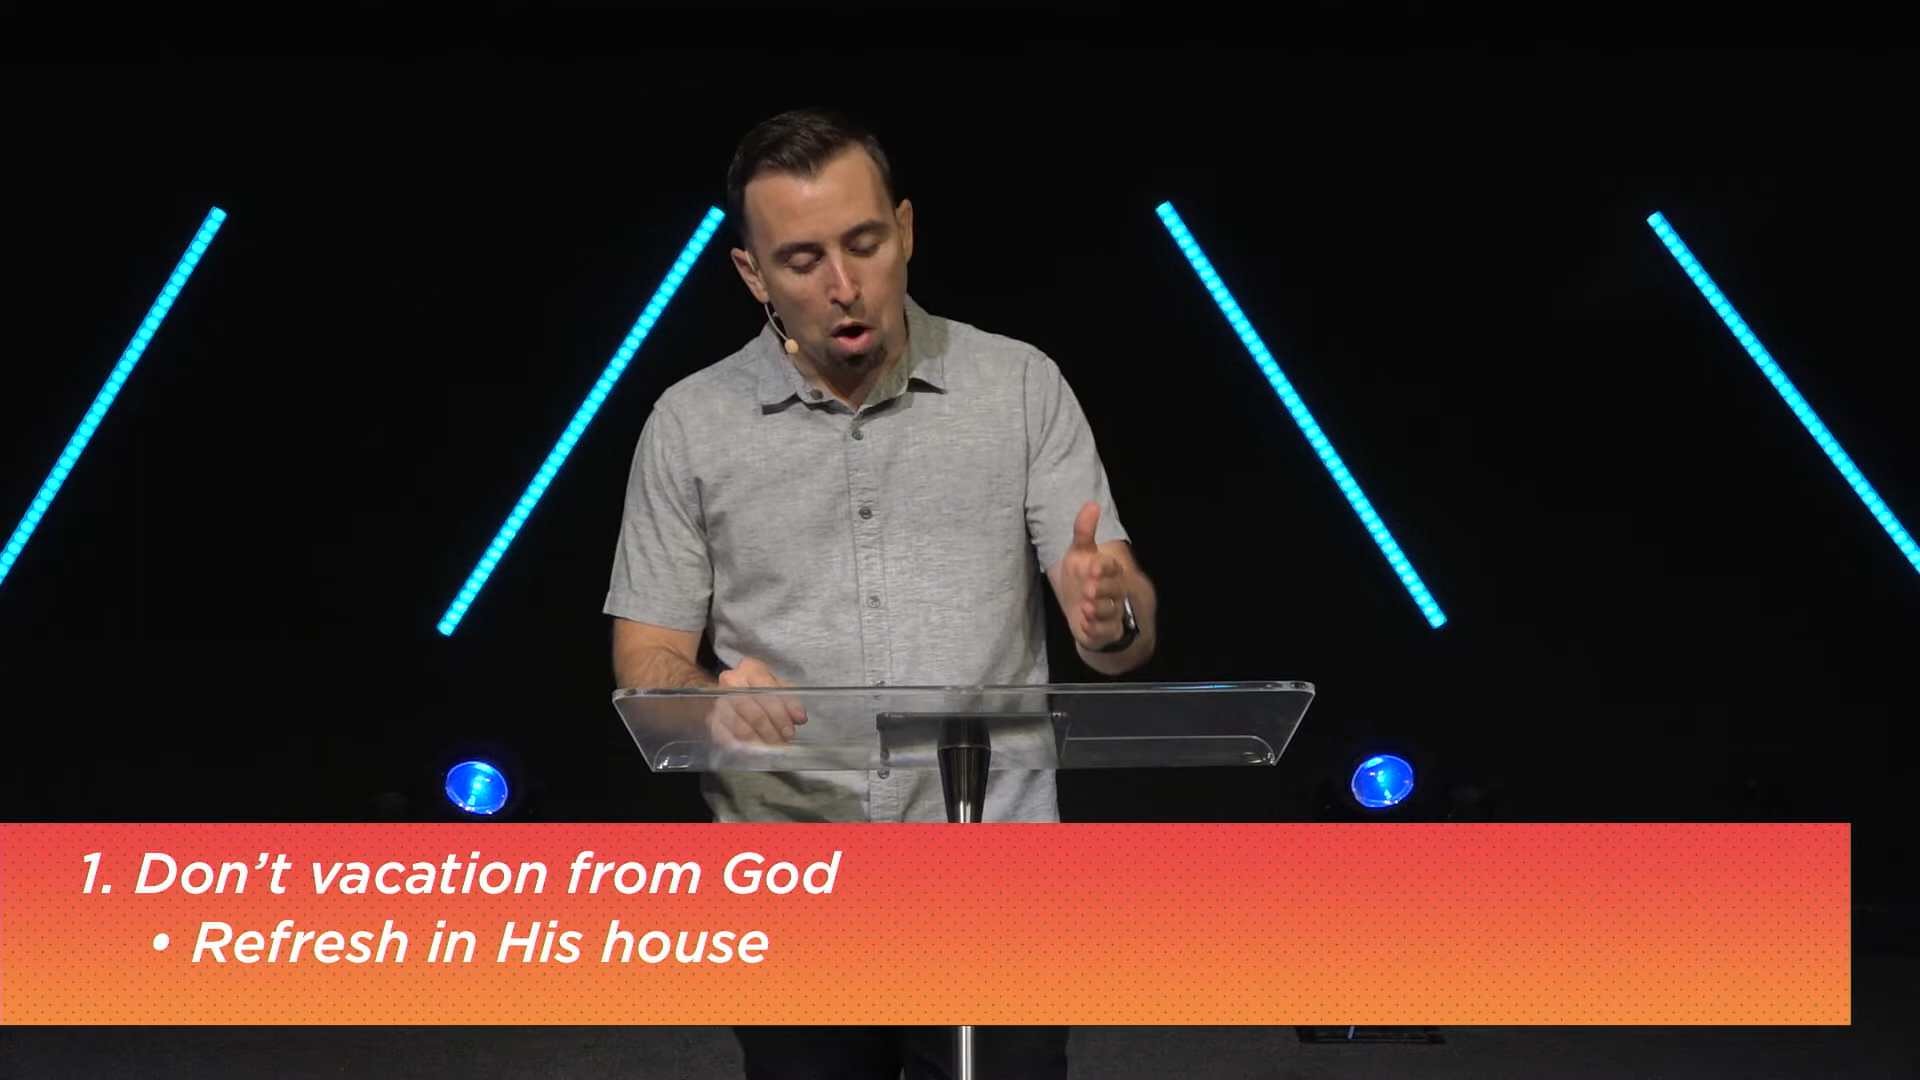 1. Don’t vacation from God
• Refresh in His house